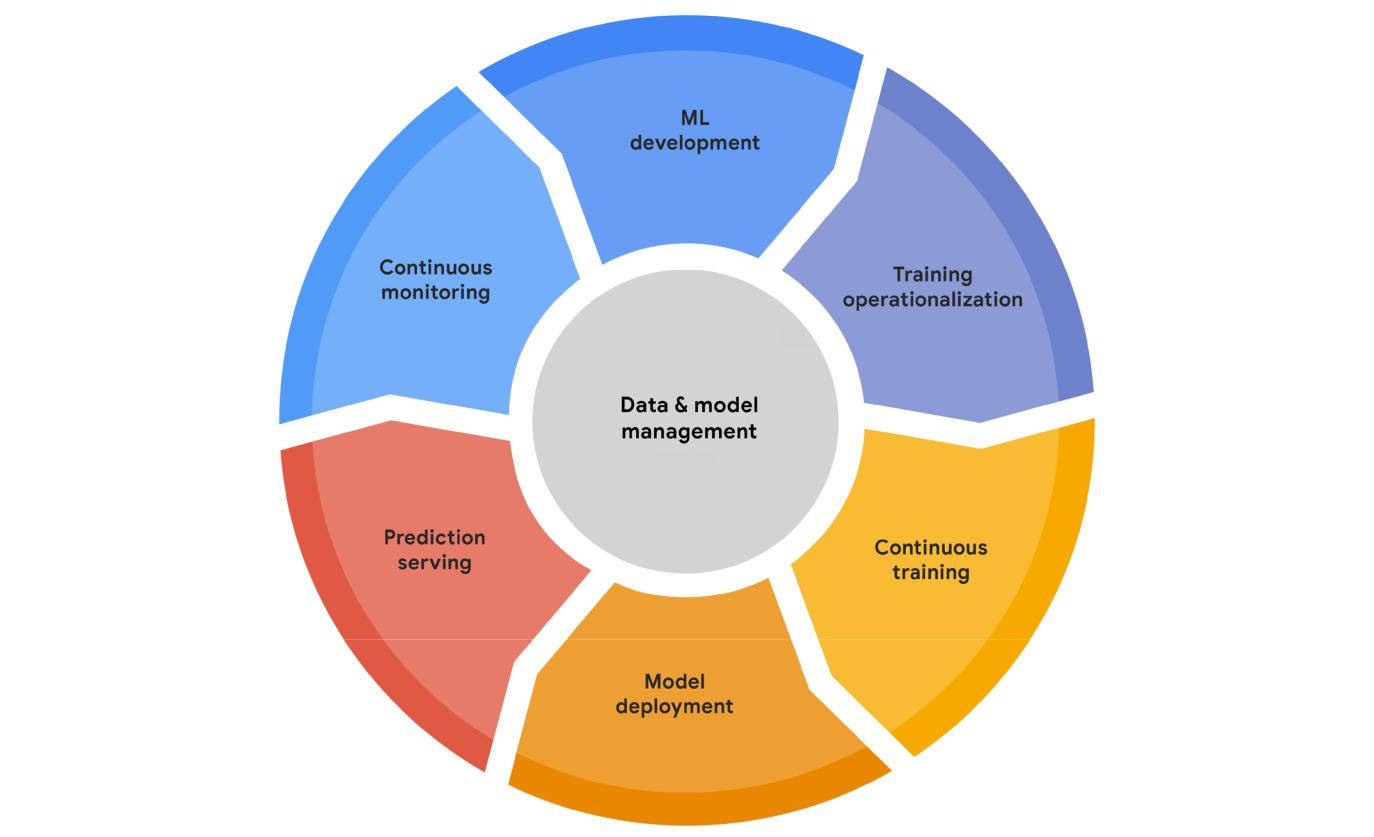 ML
development
Training
operationalization
Continuous
training
Model
deployment
Prediction
serving
Continuous
monitoring
Data & model
management